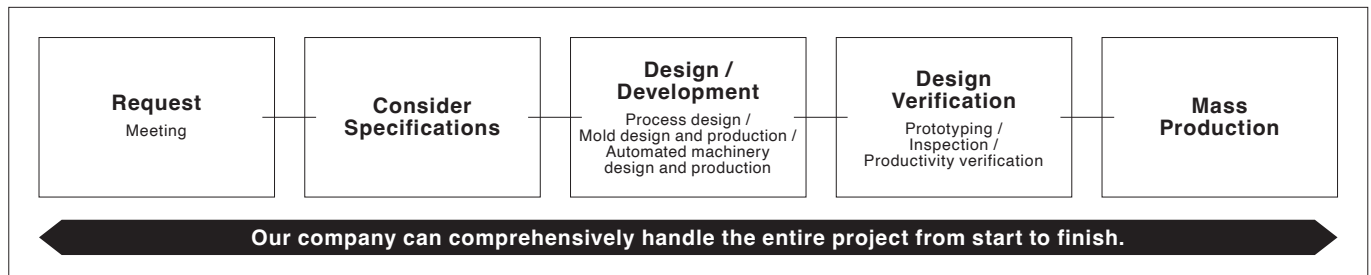 Request
Meeting
Consider
Specifications
Design /
Development
Process design /
Mold design and production /
Automated machinery
design and production
Design
Verification
Prototyping /
Inspection /
Productivity verification
Mass
Production
Our company can comprehensively handle the entire project from start to finish.